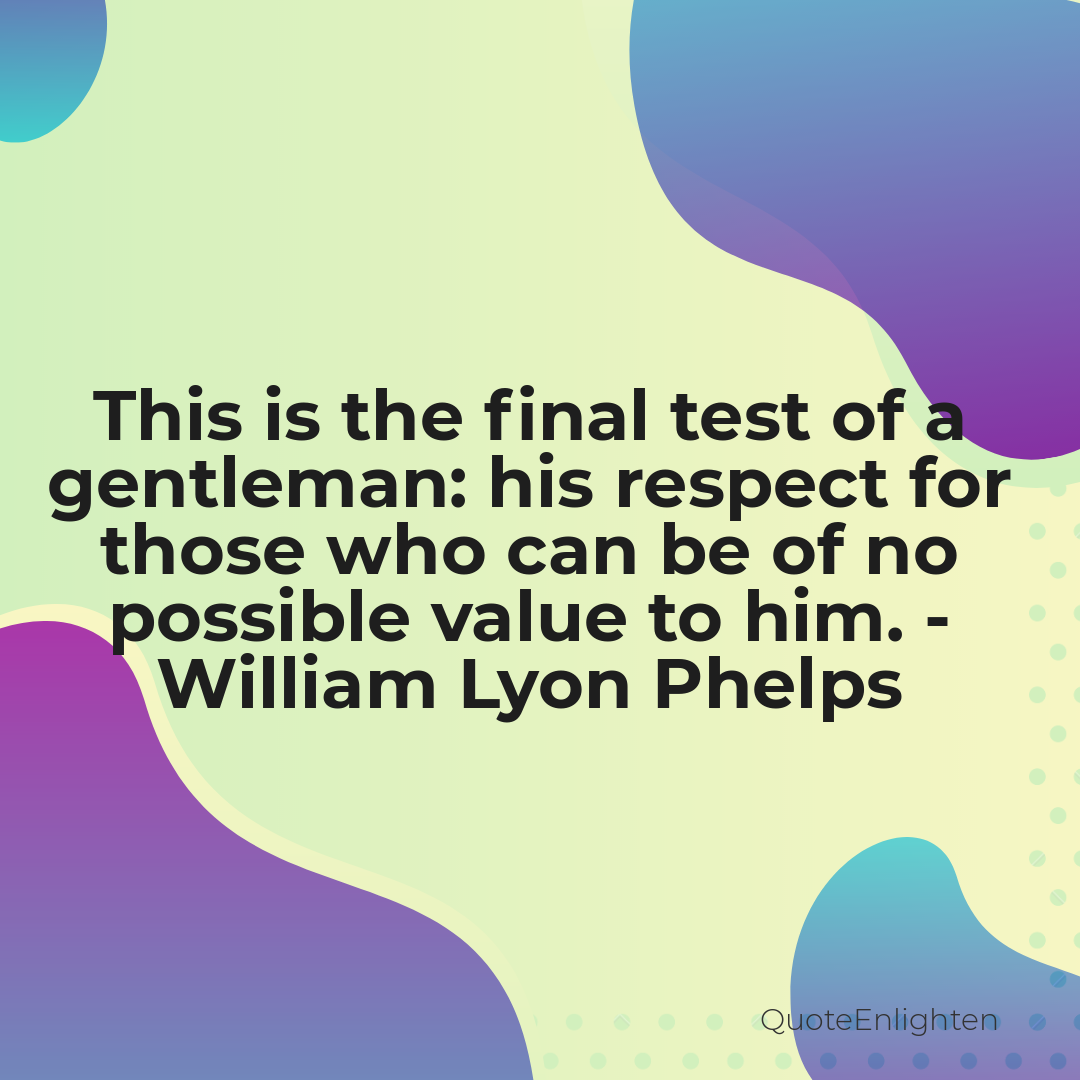 This is the final test of a
gentleman: his respect for
those who can be of no
possible value to him. -
William Lyon Phelps
QuoteEnlighten